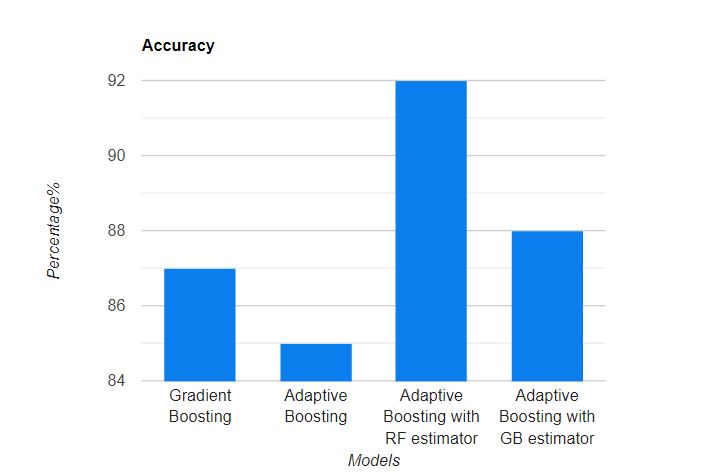 Accuracy
Percentage%
92
90
88
86
84
Gradient
Boosting
Adaptive
Boosting
Adaptive
Boosting with
RF estimator
Adaptive
Boosting with
GB estimator
Models